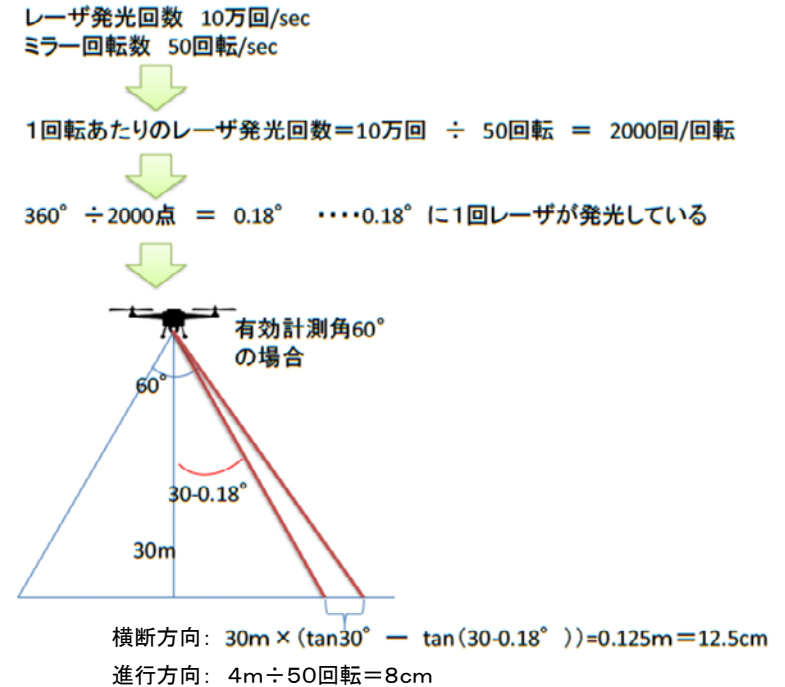 レーザ発光回数 10万回/sec
ミラー回転数 50回転/sec
1回転あたりのレーザ発光回数＝10万回 ÷ 50回転 ＝ 2000回/回転
360° ÷2000点 ＝ 0.18° ････0.18° に1回レーザが発光している
有効計測角60°
の場合
60°
30-0.18°
30m
横断方向： 30m×（tan30° － tan（30-0.18° ））=0.125m＝12.5cm
進行方向： 4m÷50回転＝8cm